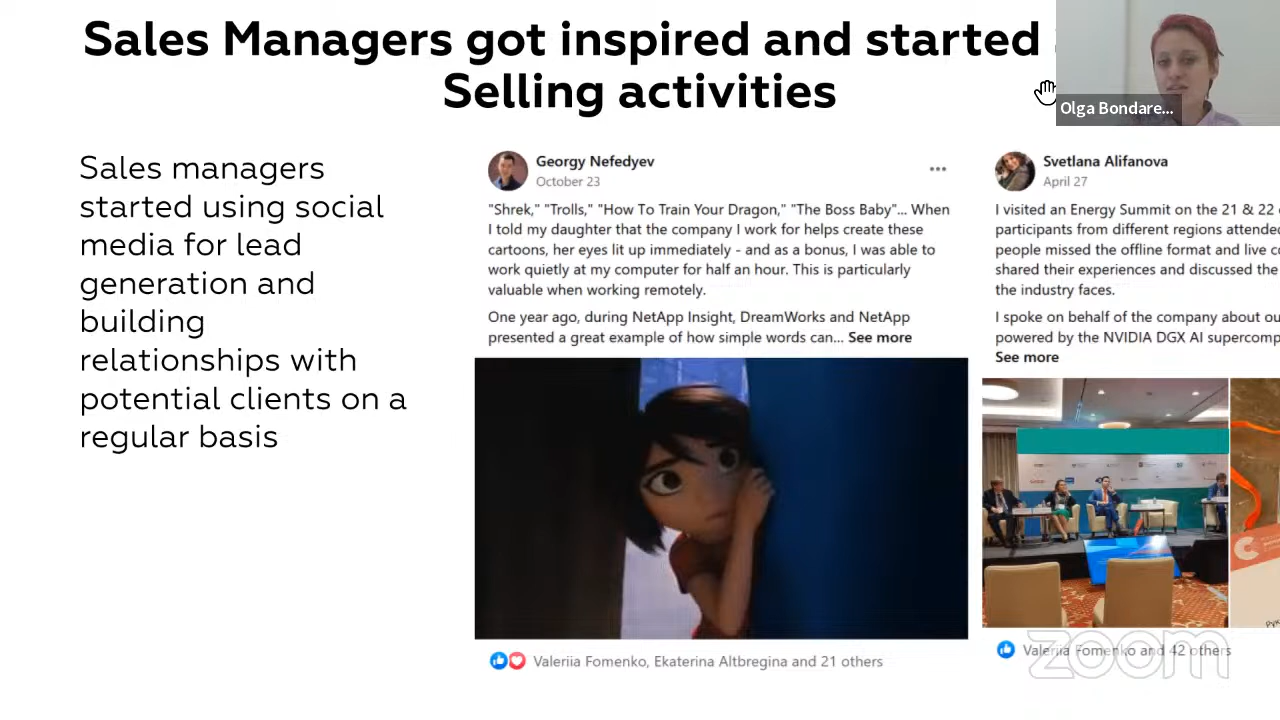 Sales Managers got inspired and started
Selling activities
Olga Bondare...
Sales managers
started using social
media for lead
generation and
building
relationships with
potential clients on a
regular basis
Georgy Nefedyev
October 23
"Shrek," "Trolls," "How To Train Your Dragon," "The Boss Baby"... When
I told my daughter that the company I work for helps create these
cartoons, her eyes lit up immediately - and as a bonus, I was able to
work quietly at my computer for half an hour. This is particularly
valuable when working remotely.
One year ago, during NetApp Insight, DreamWorks and NetApp
presented a great example of how simple words can... See more
Valeriia Fomenko, Ekaterina Altbregina and 21 others
Svetlana Alifanova
April 27
I visited an Energy Summit on the 21 & 22
participants from different regions attended
people missed the offline format and live
shared their experiences and discussed the
the industry faces.
I spoke on behalf of the company about
powered by the NVIDIA DGX AI
See more
Valeriia Fomenko and 42 others
zoom